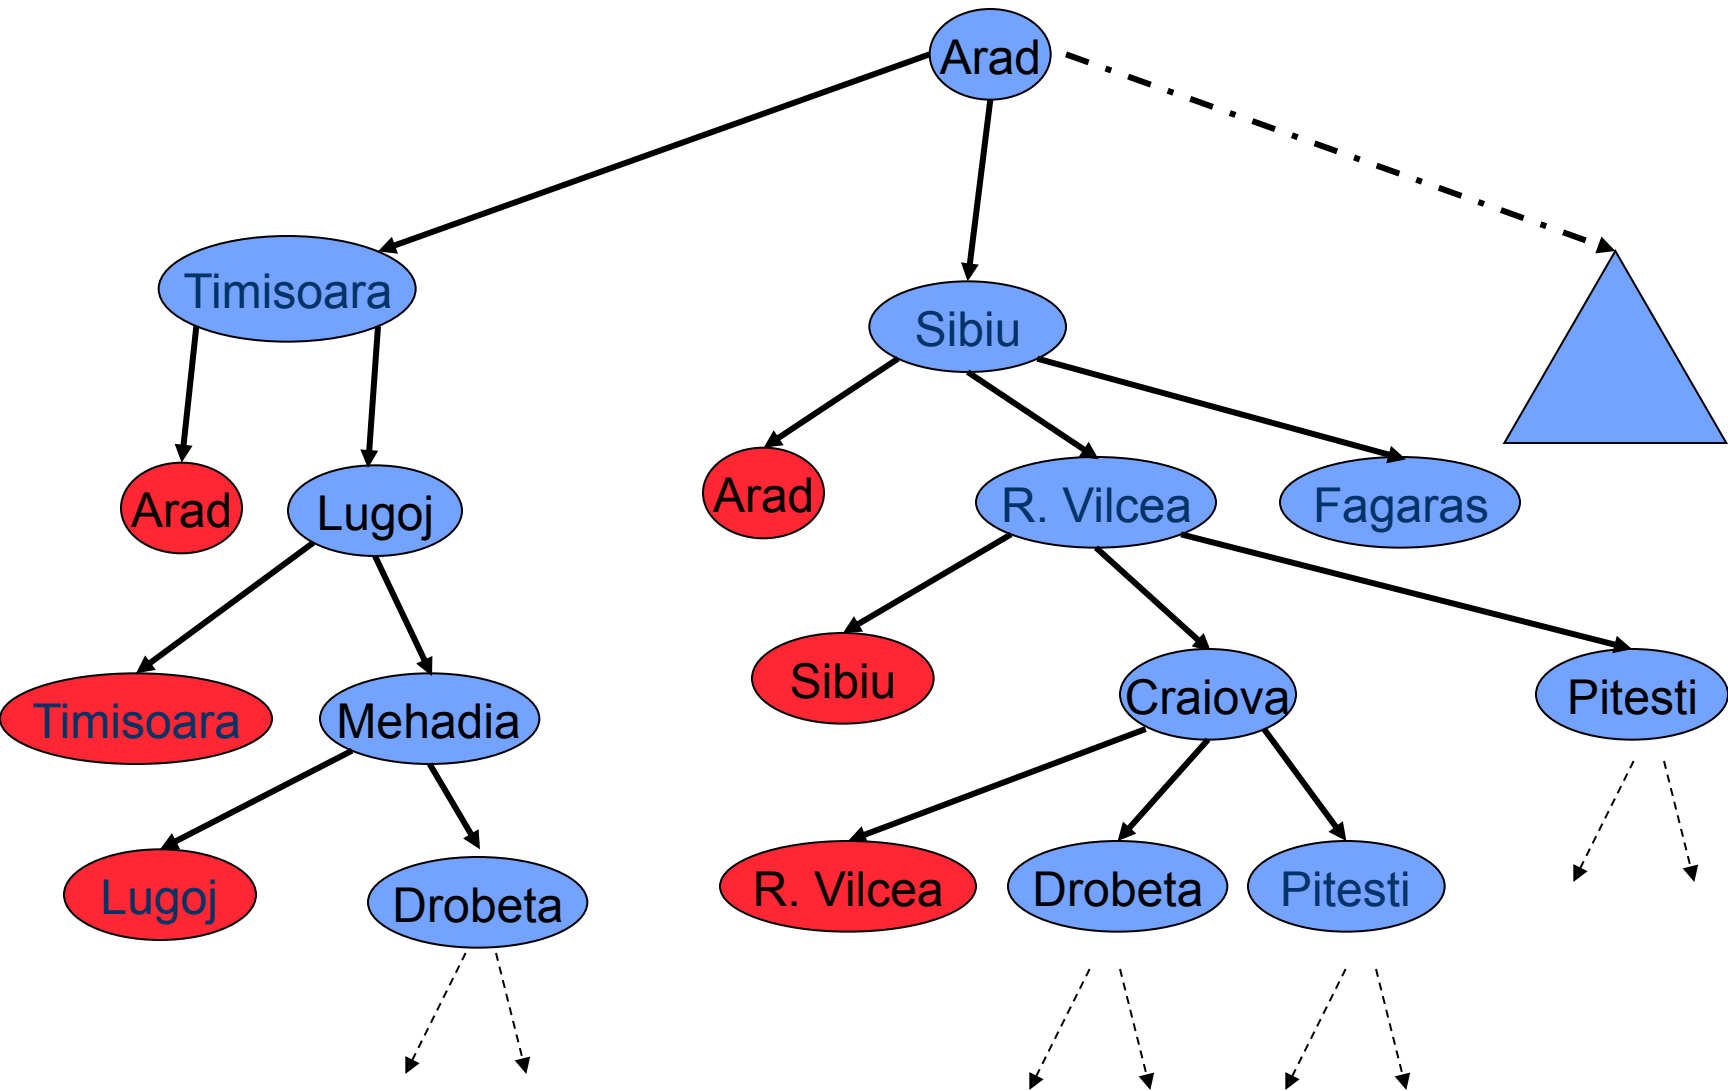 Arad
Timisoara
Sibiu
Arad
Lugoj
Arad
R. Vilcea
Fagaras
Timisoara
Mehadia
Sibiu
Craiova
Pitesti
Lugoj
Drobeta
R. Vilcea
Drobeta
Pitesti